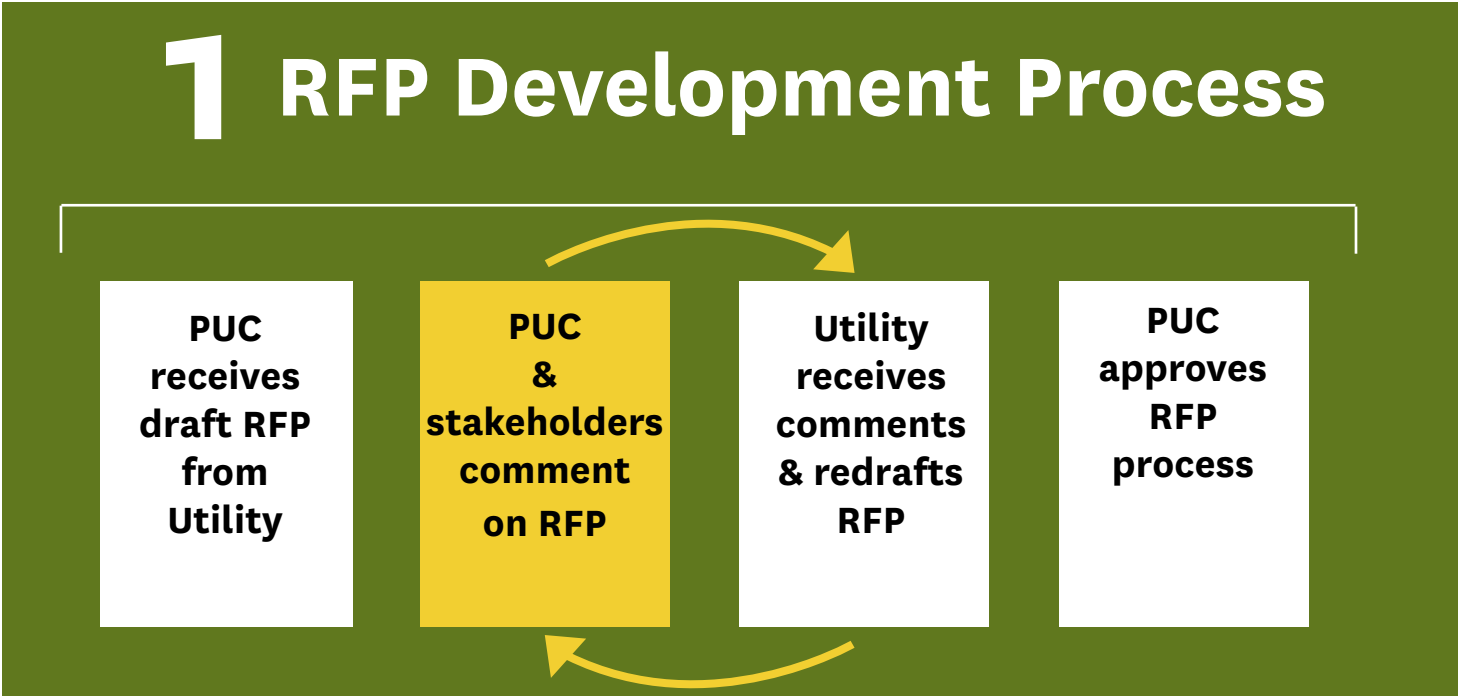 1 RFP Development Process
PUC
receives
draft RFP
from
Utility
PUC
&
stakeholders
comment
on RFP
Utility
receives
comments
& redrafts
RFP
PUC
approves
RFP
process